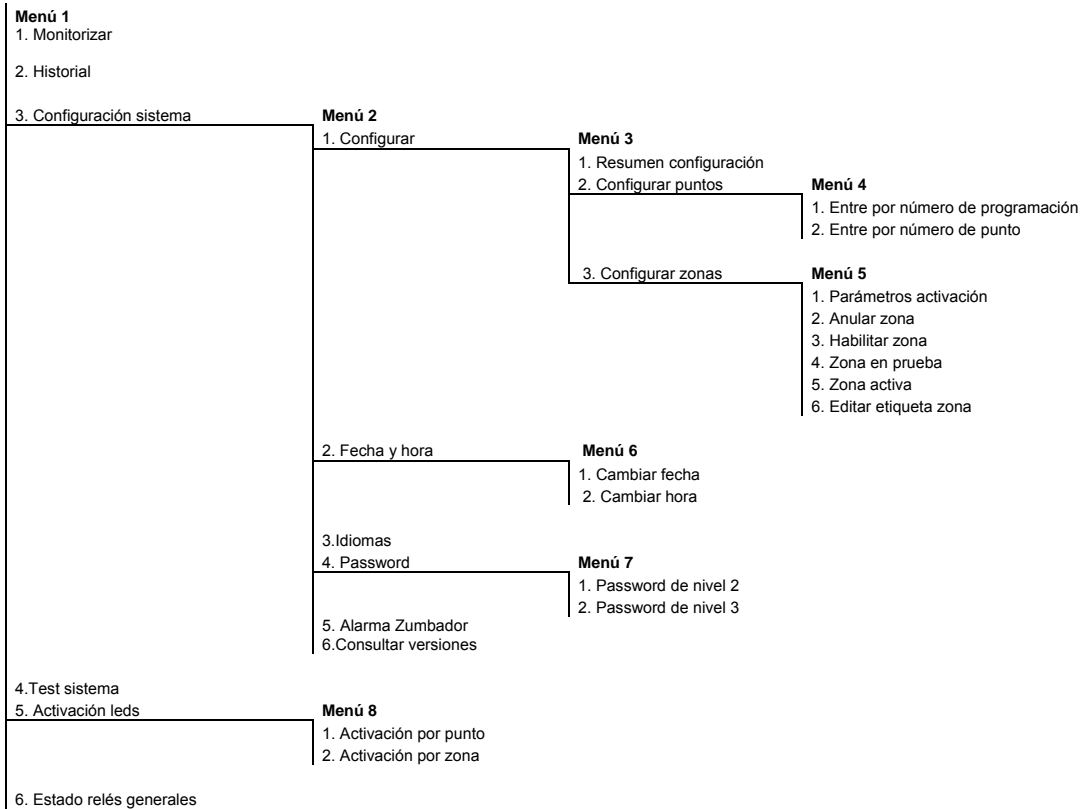 Menú 1
1. Monitorizar
2. Historial
3. Configuración sistema
Menú 2
1. Configurar
Menú 3
1. Resumen configuración
2. Configurar puntos
Menú 4
1. Entre por número de programación
2. Entre por número de punto
3. Configurar zonas
Menú 5
1. Parámetros activación
2. Anular zona
3. Habilitar zona
4. Zona en prueba
5. Zona activa
6. Editar etiqueta zona
2. Fecha y hora
Menú 6
1. Cambiar fecha
2. Cambiar hora
3.Idiomas
4. Password
Menú 7
1. Password de nivel 2
2. Password de nivel 3
5. Alarma Zumbador
6.Consultar versiones
4.Test sistema
5. Activación leds
Menú 8
1. Activación por punto
2. Activación por zona
6. Estado relés generales